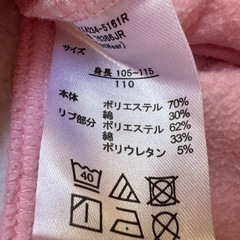 -5161R
サイズ
身長 105~115
110
本体 ポリエステル 70%
綿 30%
リブ部分 ポリエステル 62%
綿 33%
ポリウレタン 5%
40